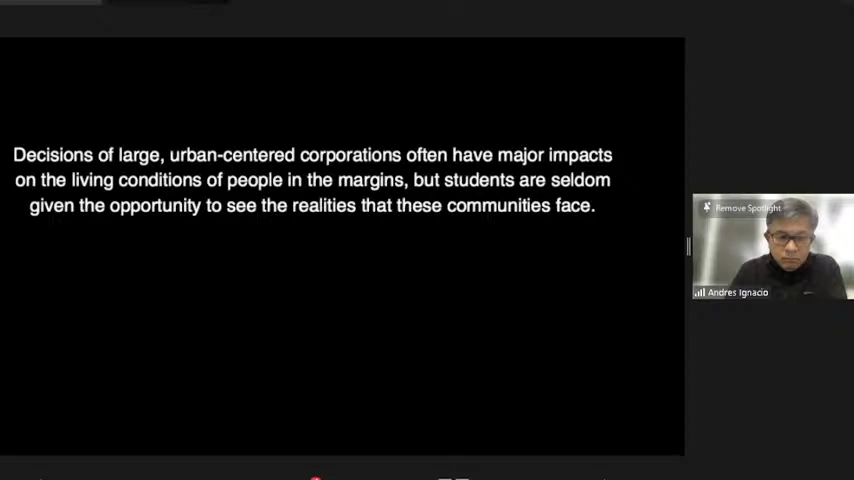 Decisions of large, urban-centered corporations often have major impacts
on the living conditions of people in the margins, but students are seldom
given the opportunity to see the realities that these communities face.
Remove Spotlight
Andres Ignacio